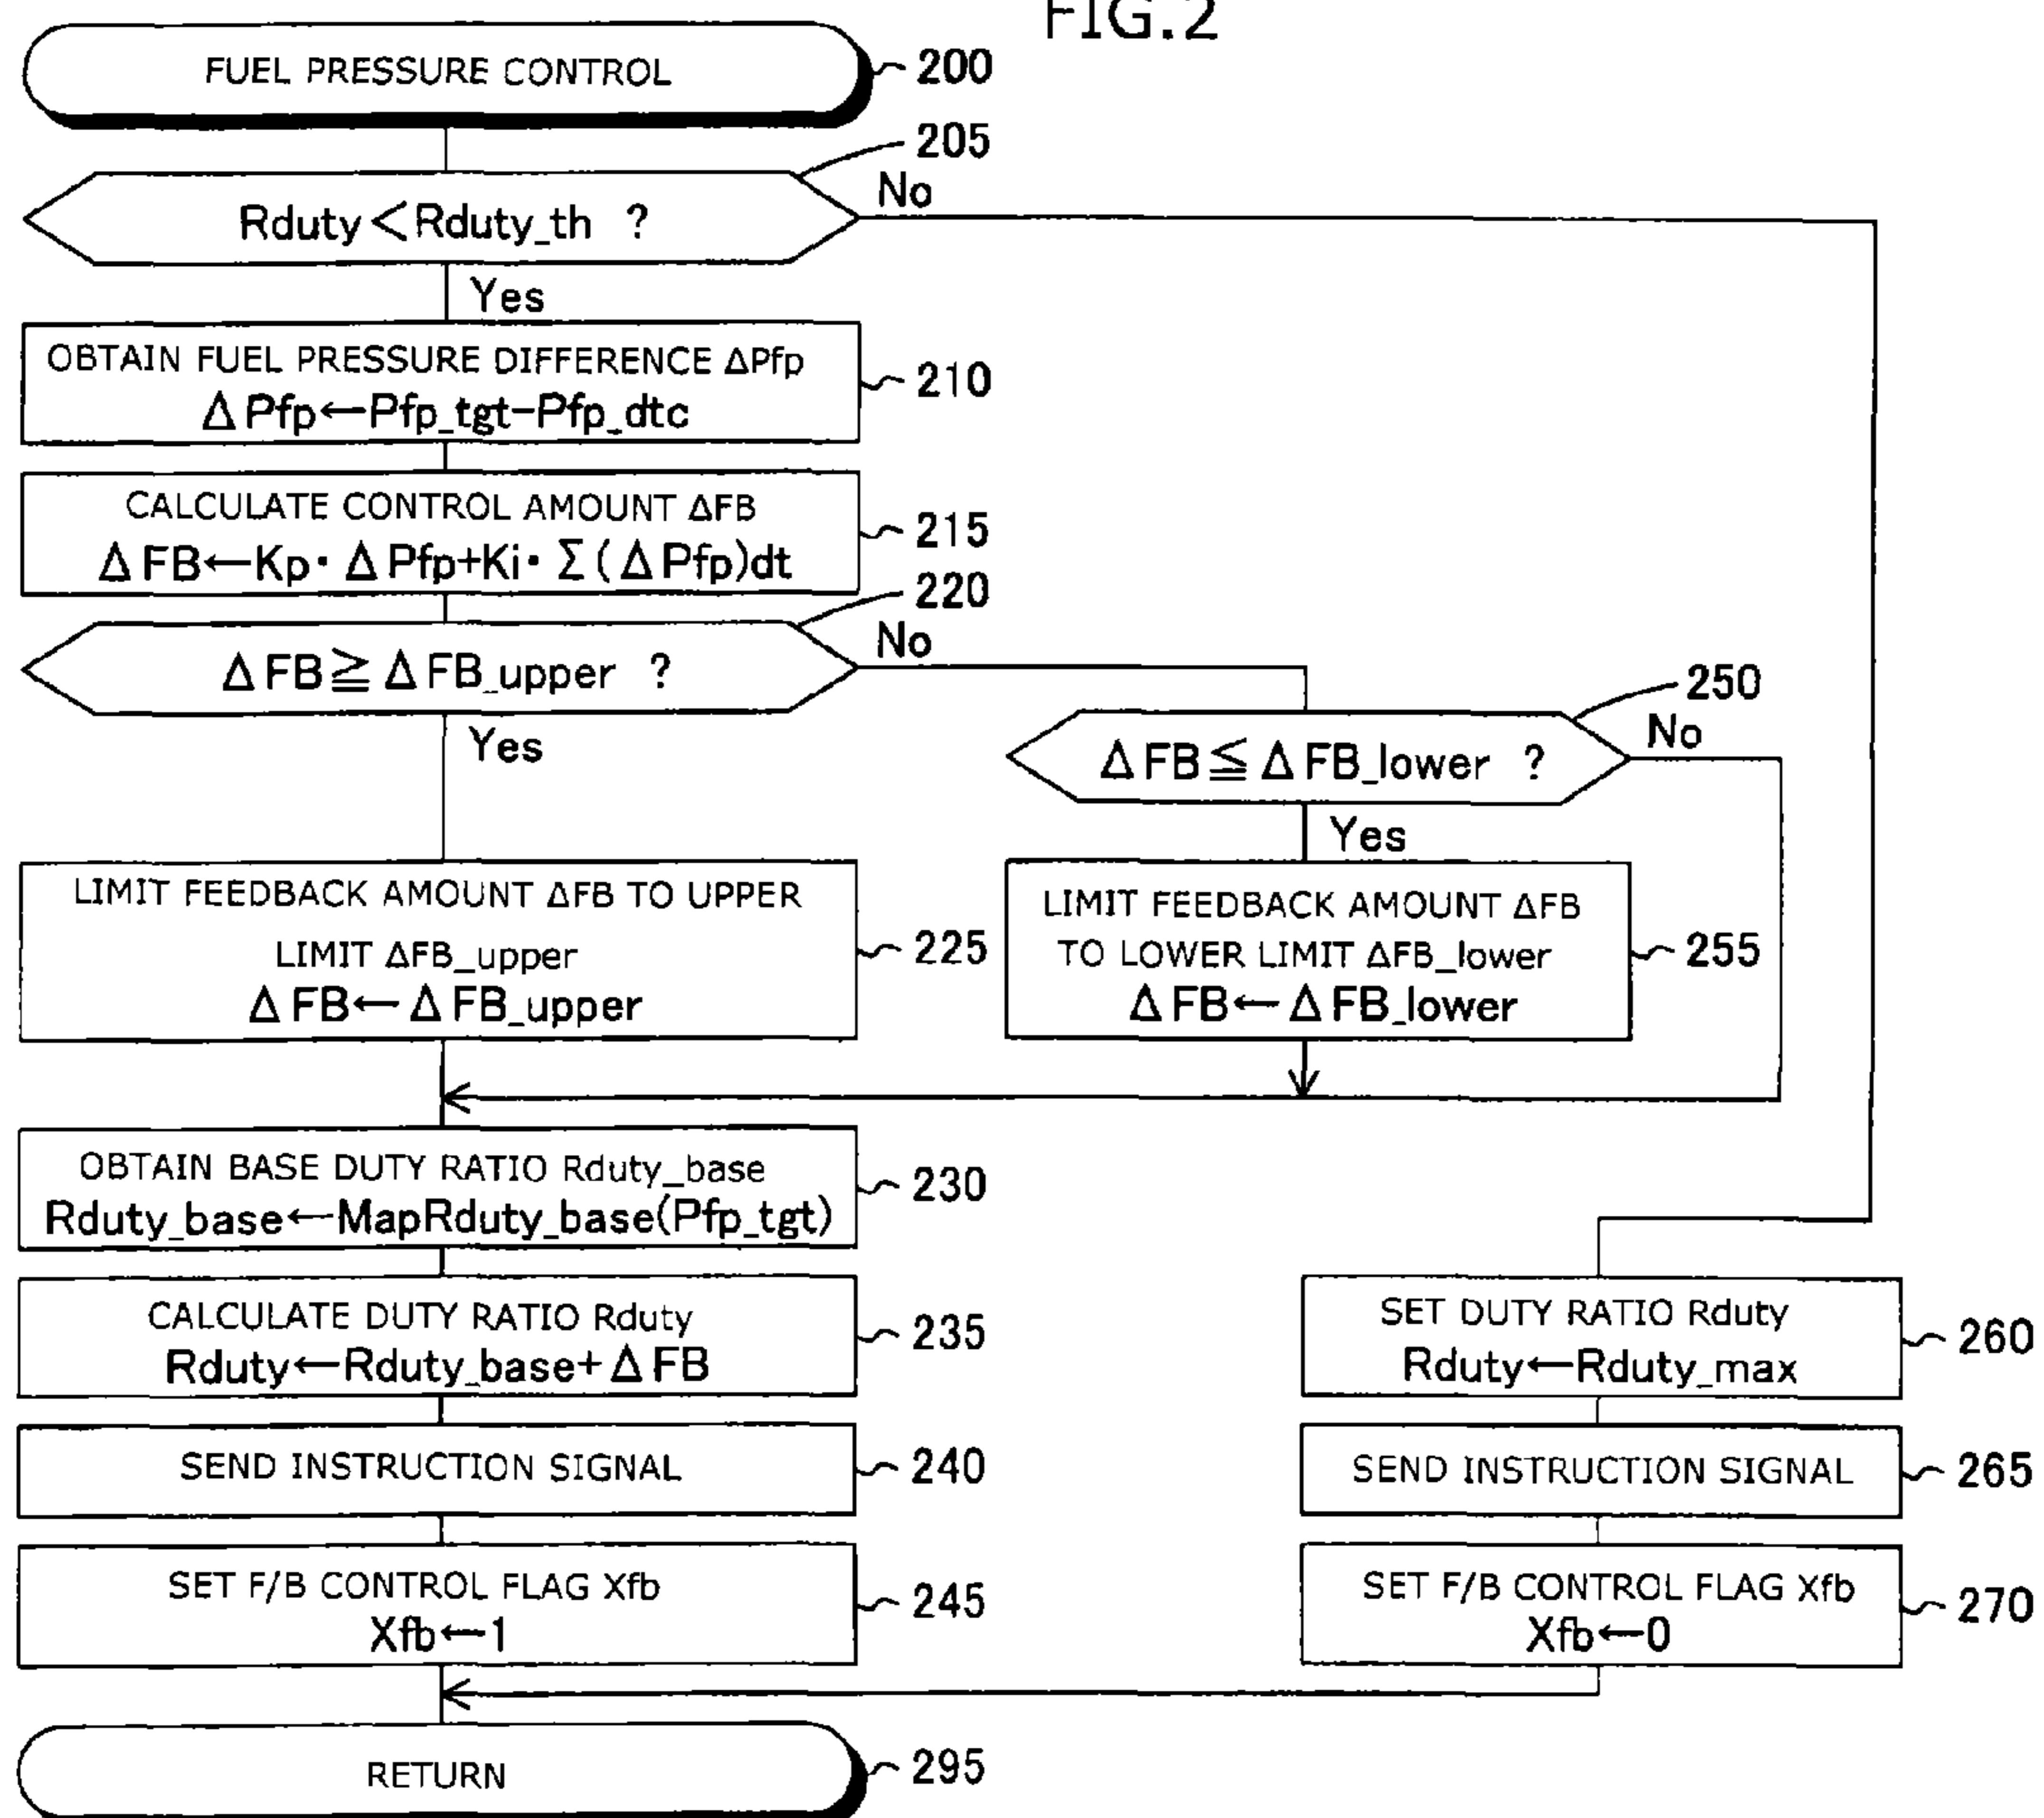 FIG.2
FUEL PRESSURE CONTROL
200
205
Rduty<Rduty_th ?
No
Yes
OBTAIN FUEL PRESSURE DIFFERENCE ΔPfp
ΔPfp←Pfp_tgt-Pfp_dtc
210
CALCULATE CONTROL AMOUNT ΔFB
ΔFB←Kp・ΔPfp+Ki・Σ(ΔPfp)dt
215
220
ΔFB≧ΔFB_upper ?
No
Yes
250
ΔFB≦ΔFB_lower ?
No
Yes
LIMIT FEEDBACK AMOUNT ΔFB TO UPPER
LIMIT ΔFB_upper
ΔFB←ΔFB_upper
225
LIMIT FEEDBACK AMOUNT ΔFB
TO LOWER LIMIT ΔFB_lower
ΔFB←ΔFB_lower
255
OBTAIN BASE DUTY RATIO Rduty_base
Rduty_base←MapRduty_base(Pfp_tgt)
230
CALCULATE DUTY RATIO Rduty
Rduty←Rduty_base+ΔFB
235
SEND INSTRUCTION SIGNAL
240
SET F/B CONTROL FLAG Xfb
Xfb←1
245
SET DUTY RATIO Rduty
Rduty←Rduty_max
260
SEND INSTRUCTION SIGNAL
265
SET F/B CONTROL FLAG Xfb
Xfb←0
270
RETURN
295